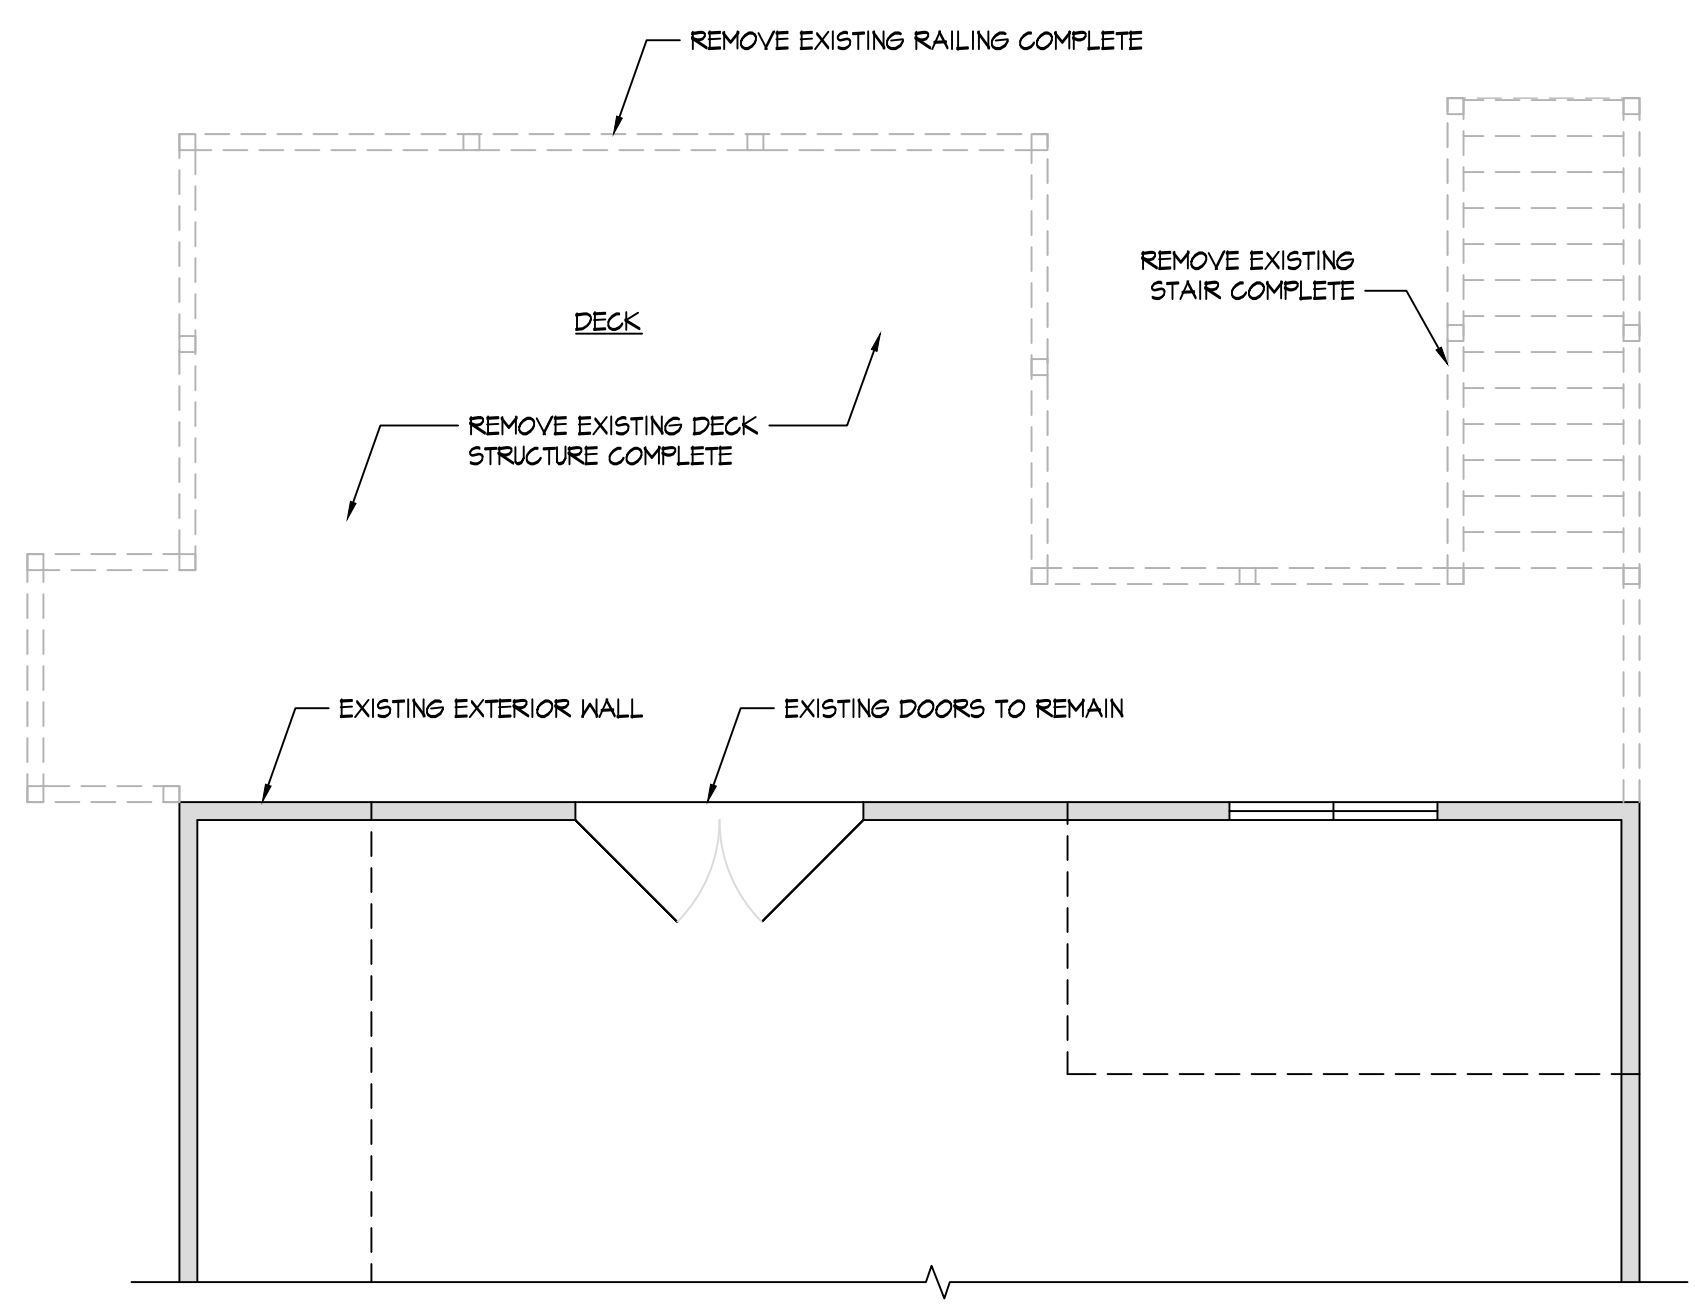 REMOVE EXISTING RAILING COMPLETE
REMOVE EXISTING
STAIR COMPLETE
DECK
REMOVE EXISTING DECK
STRUCTURE COMPLETE
EXISTING EXTERIOR WALL
EXISTING DOORS TO REMAIN